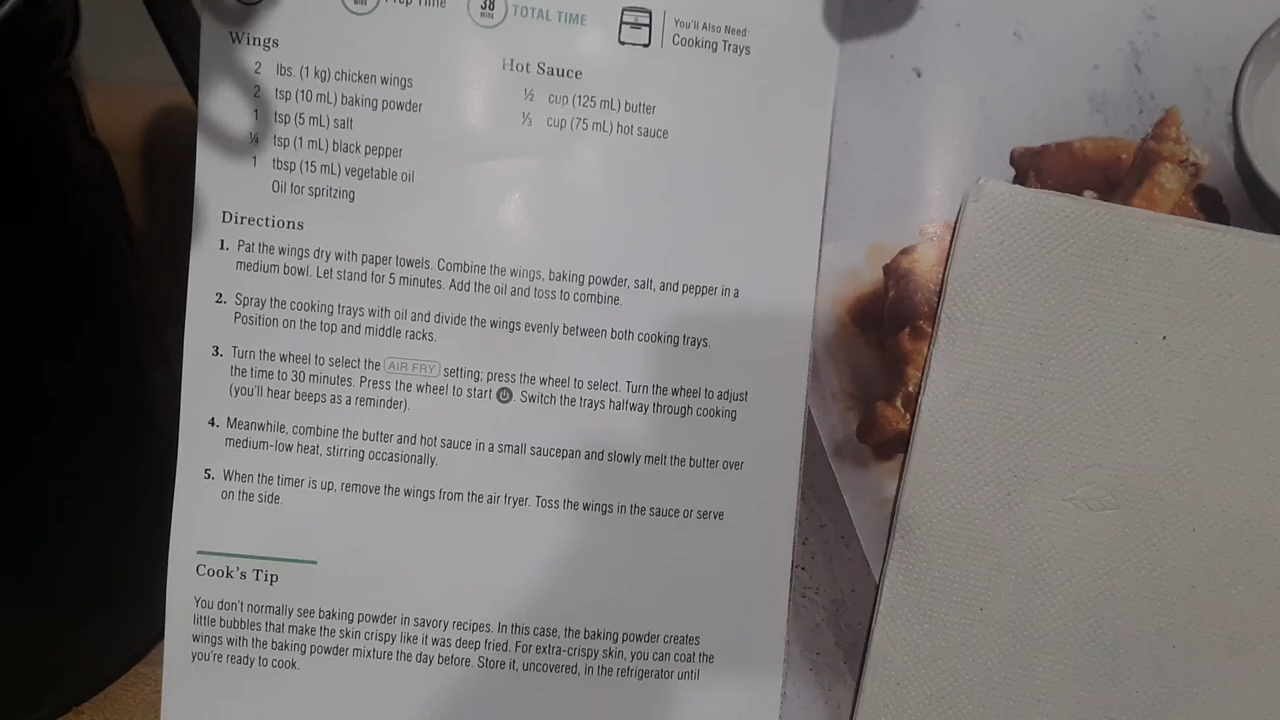 Time
38
mins
TOTAL TIME
You'll Also Need:
Cooking Trays
Wings
2 lbs. (1 kg) chicken wings
2 tsp (10 mL) baking powder
1 tsp (5 mL) salt
¼ tsp (1 mL) black pepper
1 tbsp (15 mL) vegetable oil
Oil for spritzing
Hot Sauce
½ cup (125 mL) butter
⅓ cup (75 mL) hot sauce
Directions
1. Pat the wings dry with paper towels. Combine the wings, baking powder, salt, and pepper in a
medium bowl. Let stand for 5 minutes. Add the oil and toss to combine.
2. Spray the cooking trays with oil and divide the wings evenly between both cooking trays.
Position on the top and middle racks.
3. Turn the wheel to select the AIR FRY setting; press the wheel to select. Turn the wheel to adjust
the time to 30 minutes. Press the wheel to start . Switch the trays halfway through cooking
(you'll hear beeps as a reminder).
4. Meanwhile, combine the butter and hot sauce in a small saucepan and slowly melt the butter over
medium-low heat, stirring occasionally.
5. When the timer is up, remove the wings from the air fryer. Toss the wings in the sauce or serve
on the side.
Cook's Tip
You don't normally see baking powder in savory recipes. In this case, the baking powder creates
little bubbles that make the skin crispy like it was deep fried. For extra-crispy skin, you can coat the
wings with the baking powder mixture the day before. Store it, uncovered, in the refrigerator until
you're ready to cook.